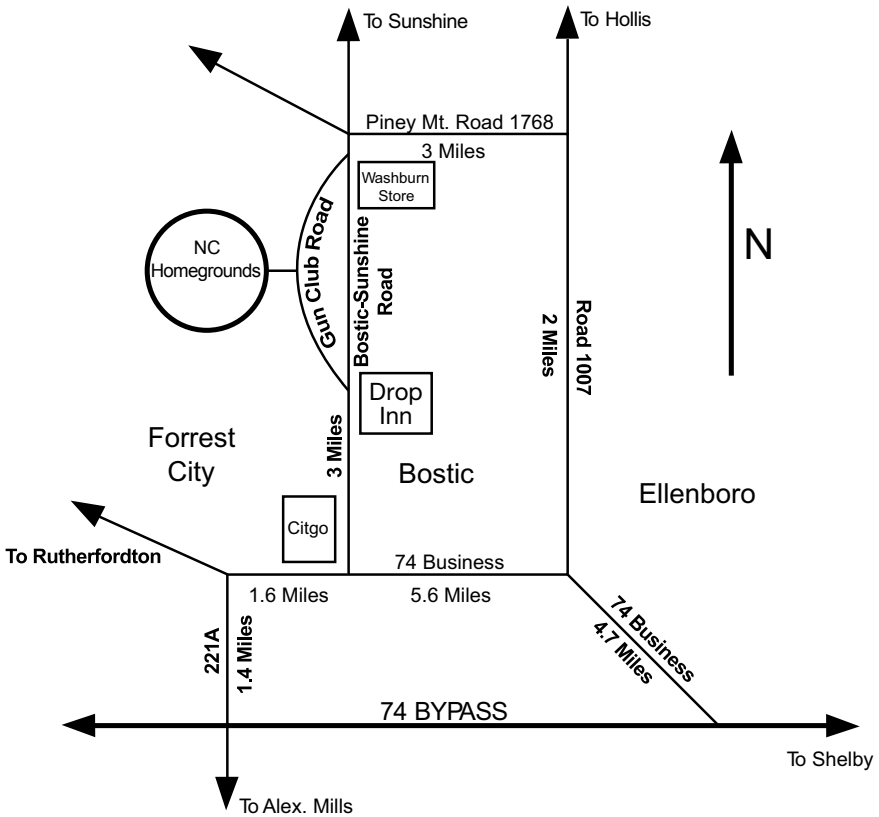 To Sunshine
To Hollis
Piney Mt. Road 1768
3 Miles
Washburn
Store
NC
Homegrounds
Gun Club Road
Bostic-Sunshine
Road
N
2 Miles
Road 1007
Drop
Inn
Forrest
City
3 Miles
Bostic
Ellenboro
Citgo
To Rutherfordton
74 Business
1.6 Miles
5.6 Miles
221A
1.4 Miles
74 Business
4.7 Miles
74 BYPASS
To Shelby
To Alex. Mills